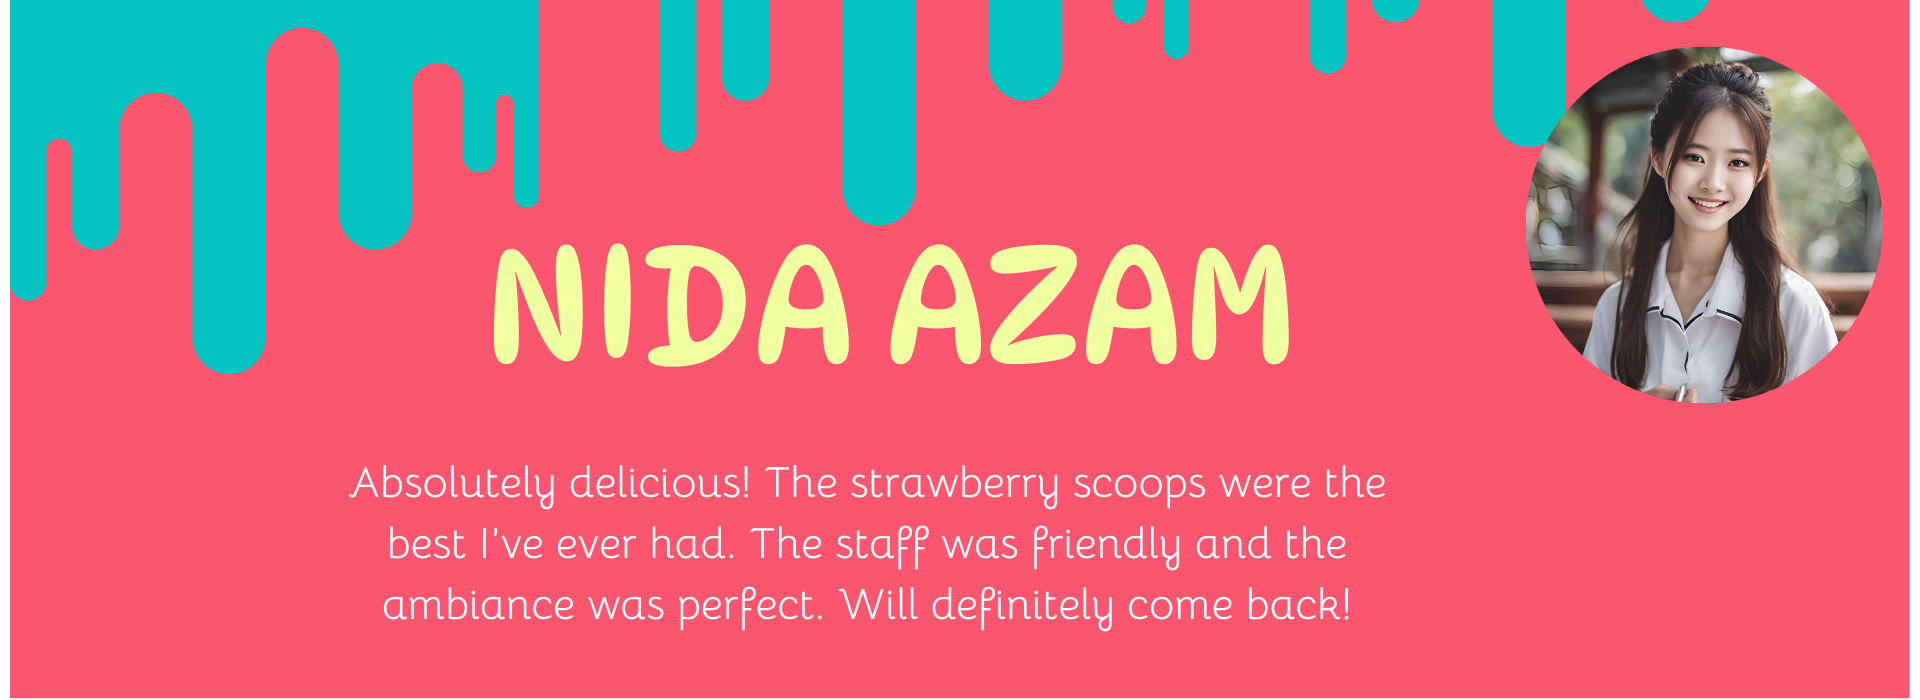 NIDA AZAM
Absolutely delicious! The strawberry scoops were the
best I've ever had. The staff was friendly and the
ambiance was perfect. Will definitely come back!